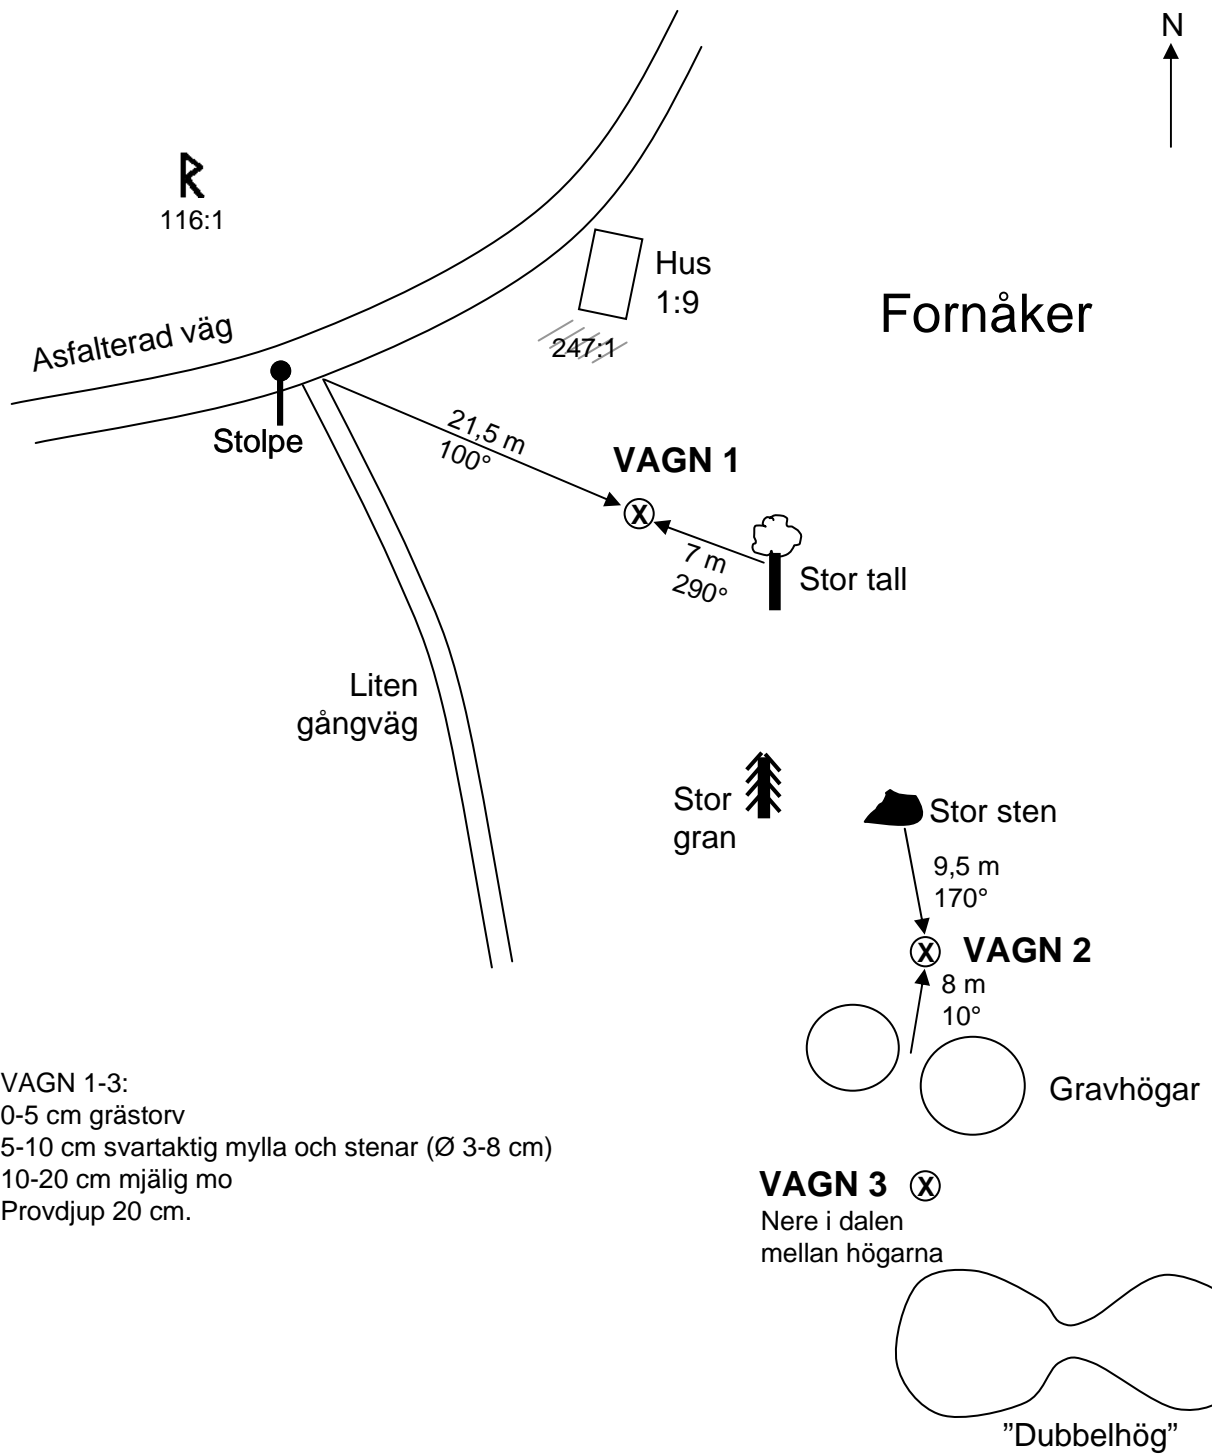 N
116:1
Hus
1:9
Fornåker
Asfalterad väg
247:1
Stolpe
21,5 m
100°
VAGN 1
X
7 m
290°
Stor tall
Liten
gångväg
Stor
gran
Stor sten
9,5 m
170°
X
VAGN 2
8 m
10°
Gravhögar
VAGN 1-3:
0-5 cm grästorv
5-10 cm svartaktig mylla och stenar (Ø 3-8 cm)
10-20 cm mjälig mo
Provdjup 20 cm.
VAGN 3 X
Nere i dalen
mellan högarna
”Dubbelhög”